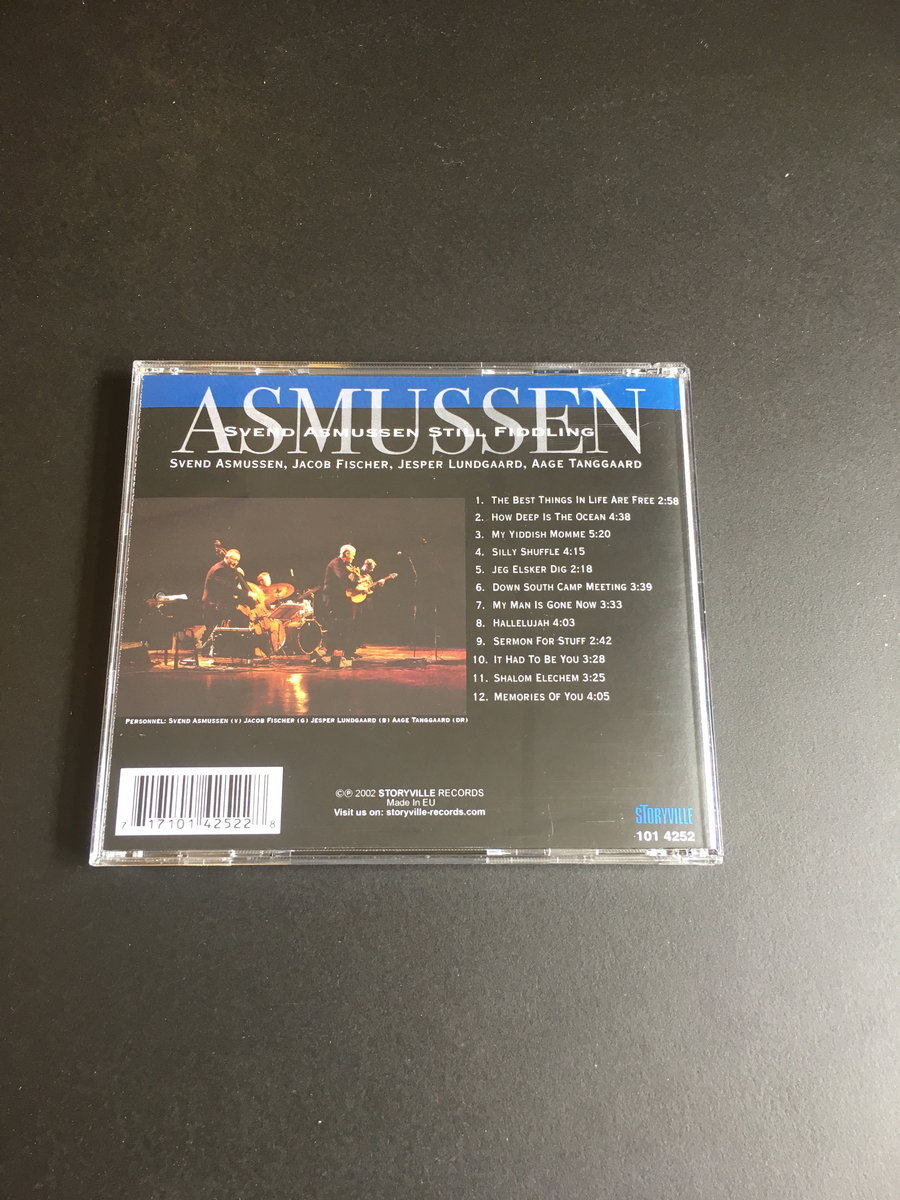 ASMUSSEN
SVEND ASMUSSEN STILL FIDDLING
SVEND ASMUSSEN, JACOB FISCHER, JESPER LUNDGAARD, AAGE TANGGAARD
1. THE BEST THINGS IN LIFE ARE FREE 2:58
2. HOW DEEP IS THE OCEAN 4:38
3. MY YIDDISH MOMME 5:20
4. SILLY SHUFFLE 4:15
5. JEG ELSKER DIG 2:18
6. DOWN SOUTH CAMP MEETING 3:39
7. MY MAN IS GONE NOW 3:33
8. HALLELUJAH 4:03
9. SERMON FOR STUFF 2:42
10. IT HAD TO BE YOU 3:28
11. SHALOM ELECHEM 3:25
12. MEMORIES OF YOU 4:05
PERSONNEL: SVEND ASMUSSEN (V) JACOB FISCHER (G) JESPER LUNDGAARD (B) AAGE TANGGAARD (DR)
©℗ 2002 STORYVILLE RECORDS
Made In EU
Visit us on: storyville-records.com
7 17101 42522 8
STORYVILLE
101 4252